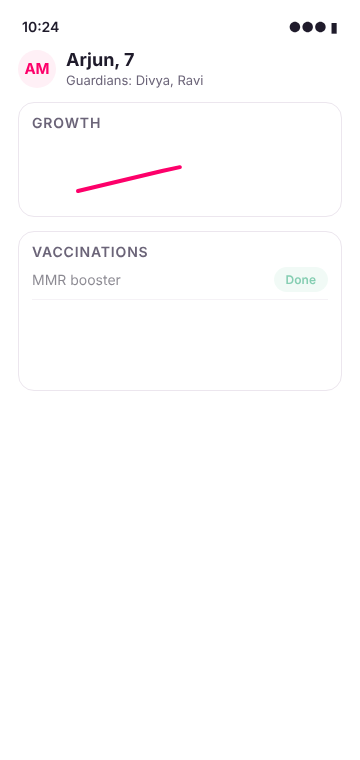 10:24
AM
Arjun, 7
Guardians: Divya, Ravi
GROWTH
VACCINATIONS
MMR booster
Done